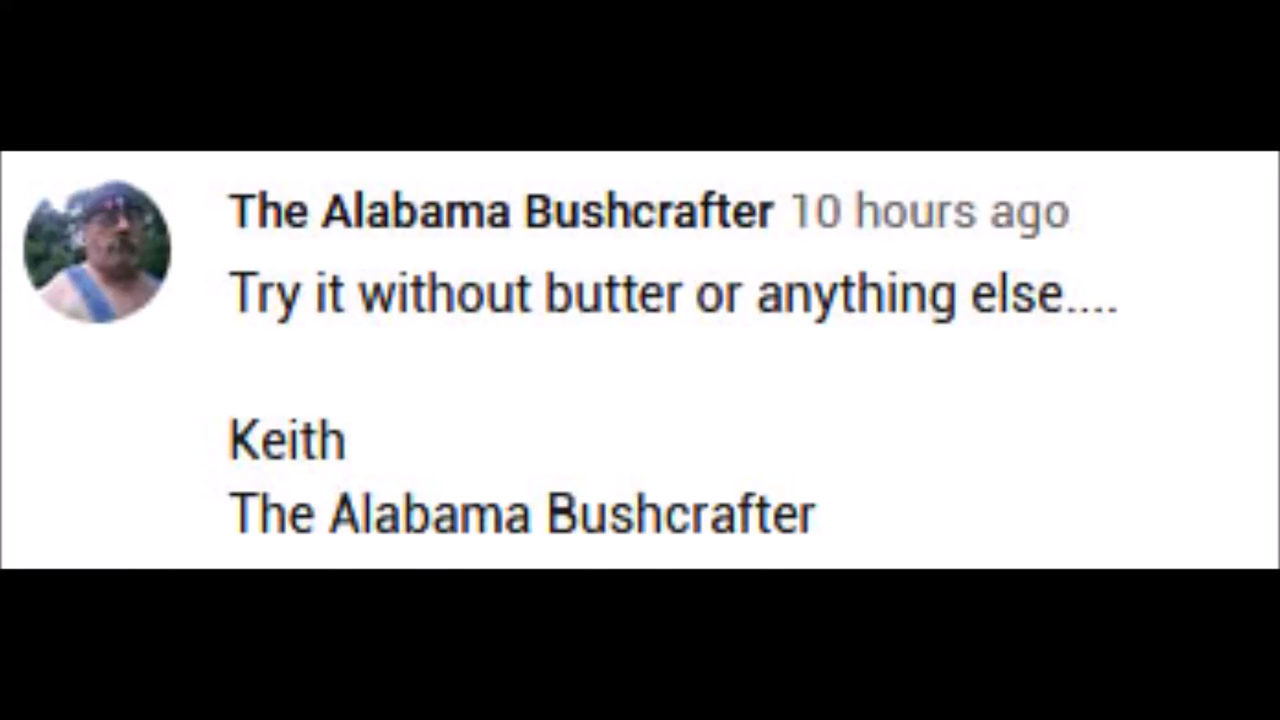 The Alabama Bushcrafter 10 hours ago
Try it without butter or anything else....
Keith
The Alabama Bushcrafter